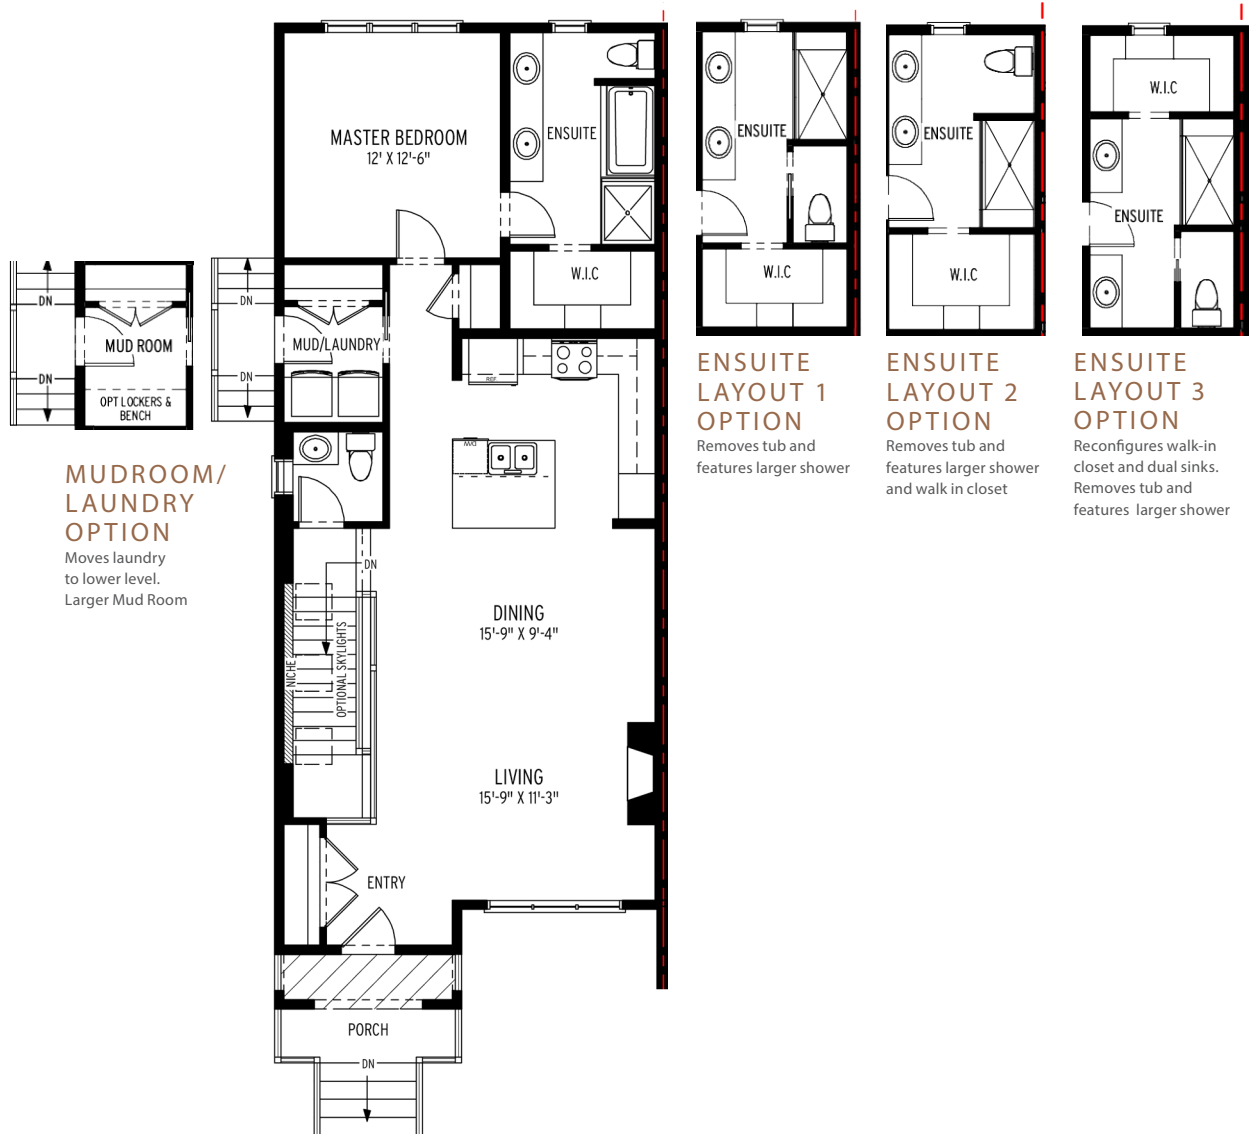 MASTER BEDROOM
12' X 12'-6"
ENSUITE
W.I.C
DN
DN
MUD/LAUNDRY
REF
D/W
DN
OPTIONAL SKYLIGHTS
NICHE
DINING
15'-9" X 9'-4"
LIVING
15'-9" X 11'-3"
ENTRY
PORCH
DN
DN
DN
MUD ROOM
OPT LOCKERS &
BENCH
MUDROOM/
LAUNDRY
OPTION
Moves laundry
to lower level.
Larger Mud Room
ENSUITE
W.I.C
ENSUITE
LAYOUT 1
OPTION
Removes tub and
features larger shower
ENSUITE
W.I.C
ENSUITE
LAYOUT 2
OPTION
Removes tub and
features larger shower
and walk in closet
W.I.C
ENSUITE
ENSUITE
LAYOUT 3
OPTION
Reconfigures walk-in
closet and dual sinks.
Removes tub and
features larger shower